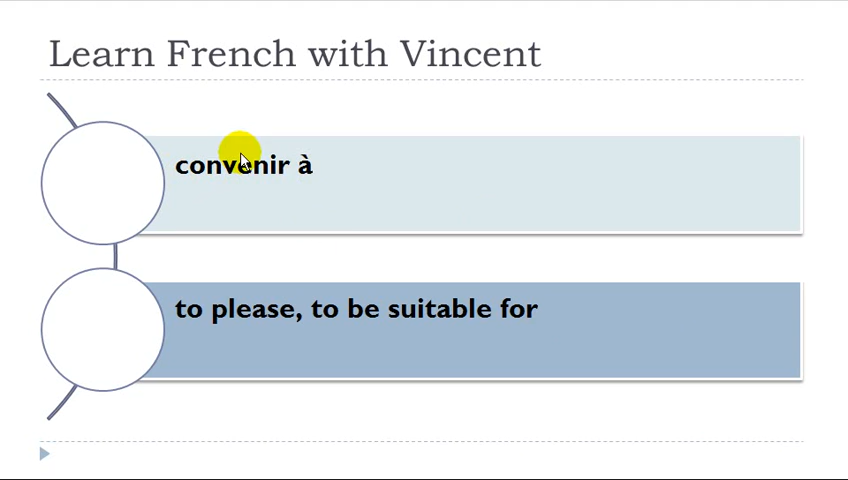 Learn French with Vincent
convenir à
to please, to be suitable for